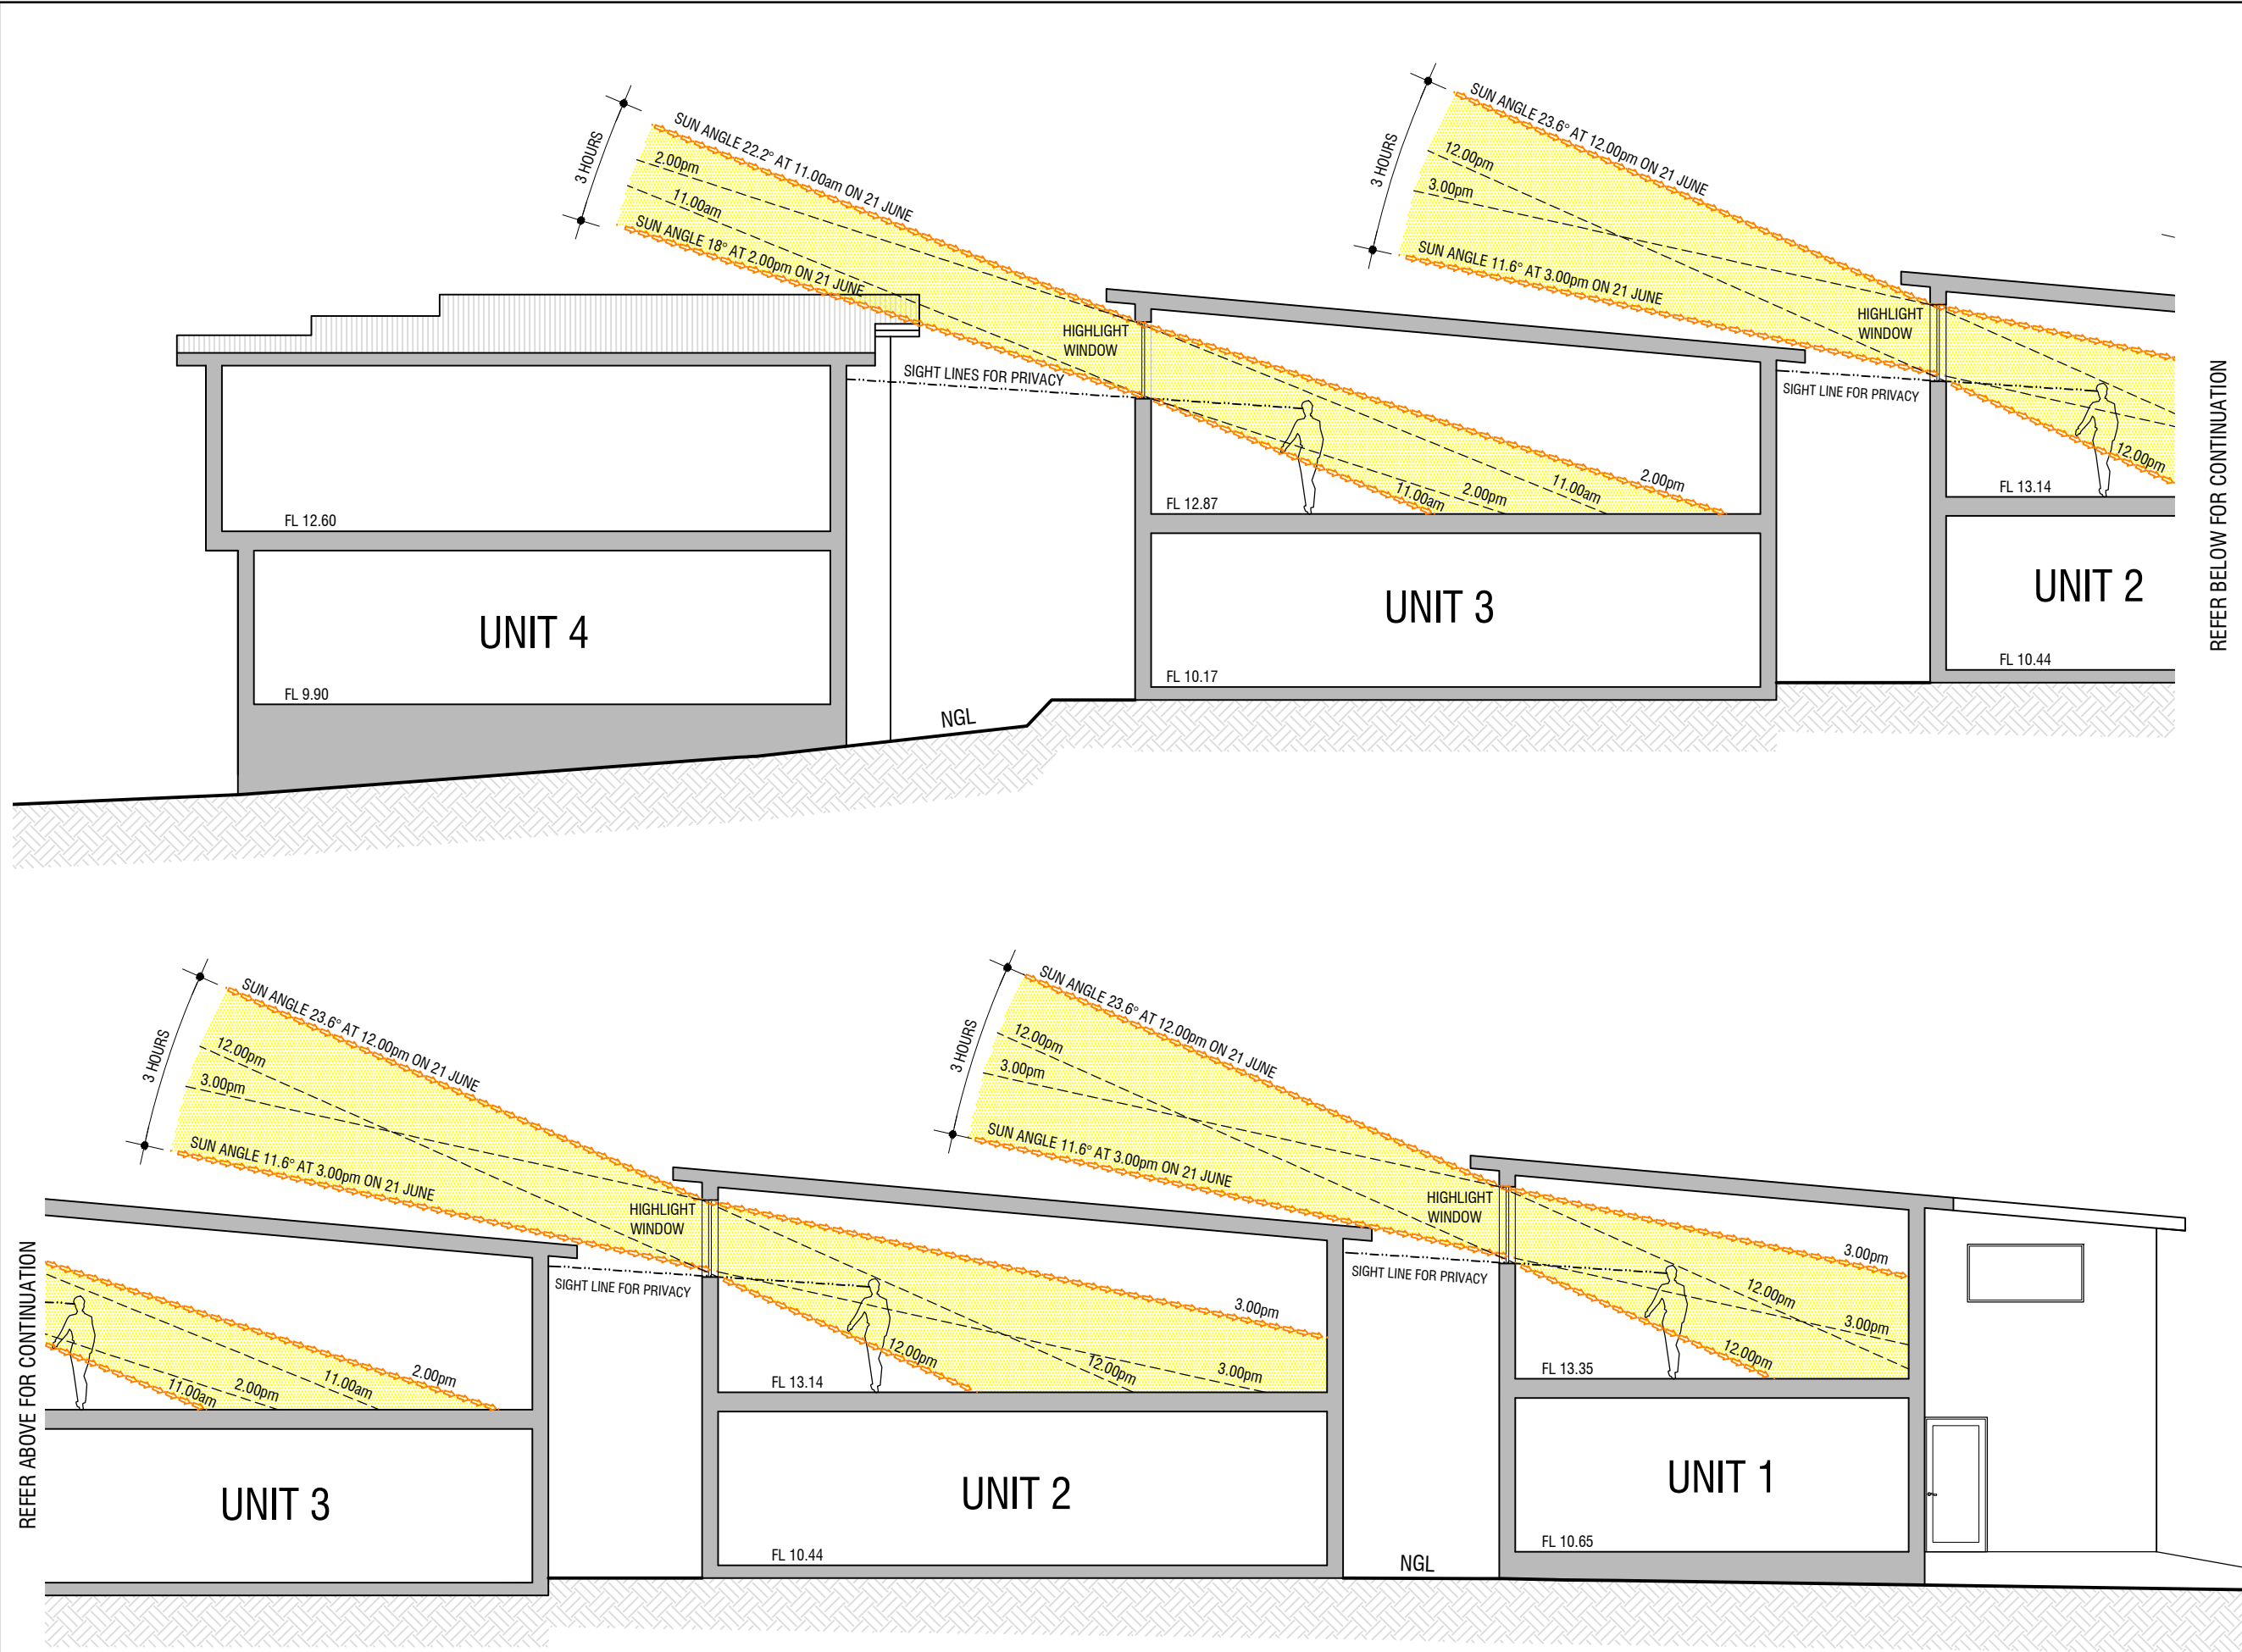 SUN ANGLE 22.2° AT 11.00am ON 21 JUNE
3 HOURS
2.00pm
11.00am
SUN ANGLE 18° AT 2.00pm ON 21 JUNE
SUN ANGLE 23.6° AT 12.00pm ON 21 JUNE
3 HOURS
12.00pm
3.00pm
SUN ANGLE 11.6° AT 3.00pm ON 21 JUNE
HIGHLIGHT
WINDOW
HIGHLIGHT
WINDOW
SIGHT LINES FOR PRIVACY
SIGHT LINE FOR PRIVACY
11.00am
2.00pm
11.00am
2.00pm
12.00pm
FL 12.60
FL 12.87
FL 13.14
UNIT 4
UNIT 3
UNIT 2
FL 9.90
FL 10.17
FL 10.44
NGL
REFER BELOW FOR CONTINUATION
SUN ANGLE 23.6° AT 12.00pm ON 21 JUNE
3 HOURS
12.00pm
3.00pm
SUN ANGLE 11.6° AT 3.00pm ON 21 JUNE
SUN ANGLE 23.6° AT 12.00pm ON 21 JUNE
3 HOURS
12.00pm
3.00pm
SUN ANGLE 11.6° AT 3.00pm ON 21 JUNE
HIGHLIGHT
WINDOW
HIGHLIGHT
WINDOW
SIGHT LINE FOR PRIVACY
SIGHT LINE FOR PRIVACY
REFER ABOVE FOR CONTINUATION
11.00am
2.00pm
11.00am
2.00pm
12.00pm
12.00pm
3.00pm
3.00pm
3.00pm
12.00pm
3.00pm
12.00pm
FL 13.14
FL 13.35
UNIT 3
UNIT 2
UNIT 1
FL 10.44
FL 10.65
NGL